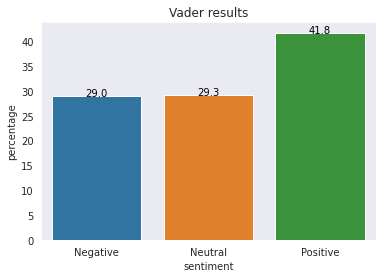 Vader results
percentage
40
35
30
25
20
15
10
5
0
29.0
29.3
41.8
Negative
Neutral
Positive
sentiment